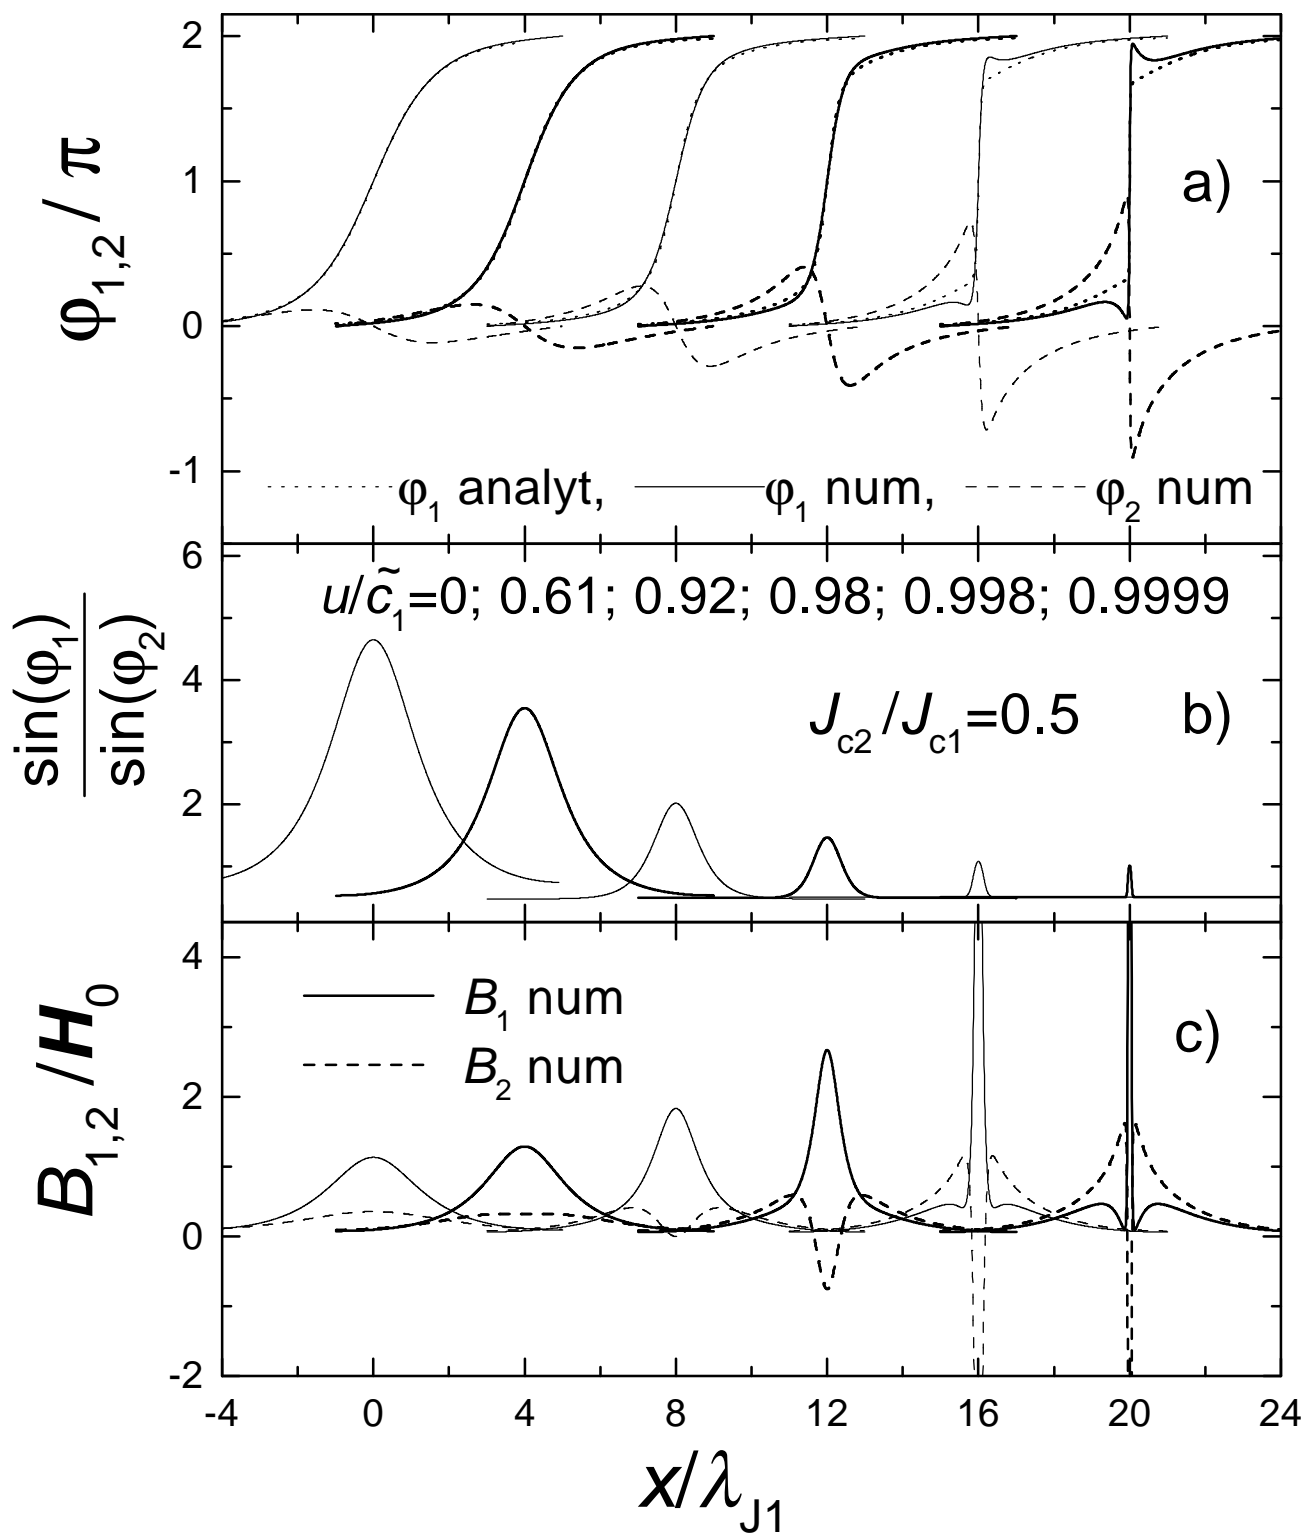 2
1
0
-1
φ1,2 / π
a)
φ1 analyt, φ1 num, φ2 num
6
4
2
sin(φ1)
sin(φ2)
u/c̃1=0; 0.61; 0.92; 0.98; 0.998; 0.9999
Jc2/Jc1=0.5
b)
4
2
0
-2
B1,2 /H0
B1 num
B2 num
c)
-4 0 4 8 12 16 20 24
x/λJ1